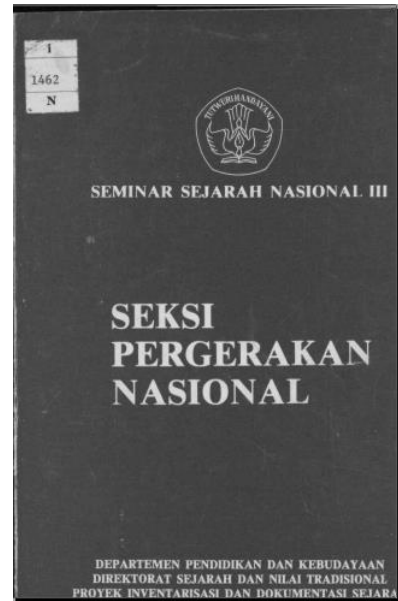 1
1462
N
TUT WURI HANDAYANI
SEMINAR SEJARAH NASIONAL III
SEKSI
PERGERAKAN
NASIONAL
DEPARTEMEN PENDIDIKAN DAN KEBUDAYAAN
DIREKTORAT SEJARAH DAN NILAI TRADISIONAL
PROYEK INVENTARISASI DAN DOKUMENTASI SEJARA